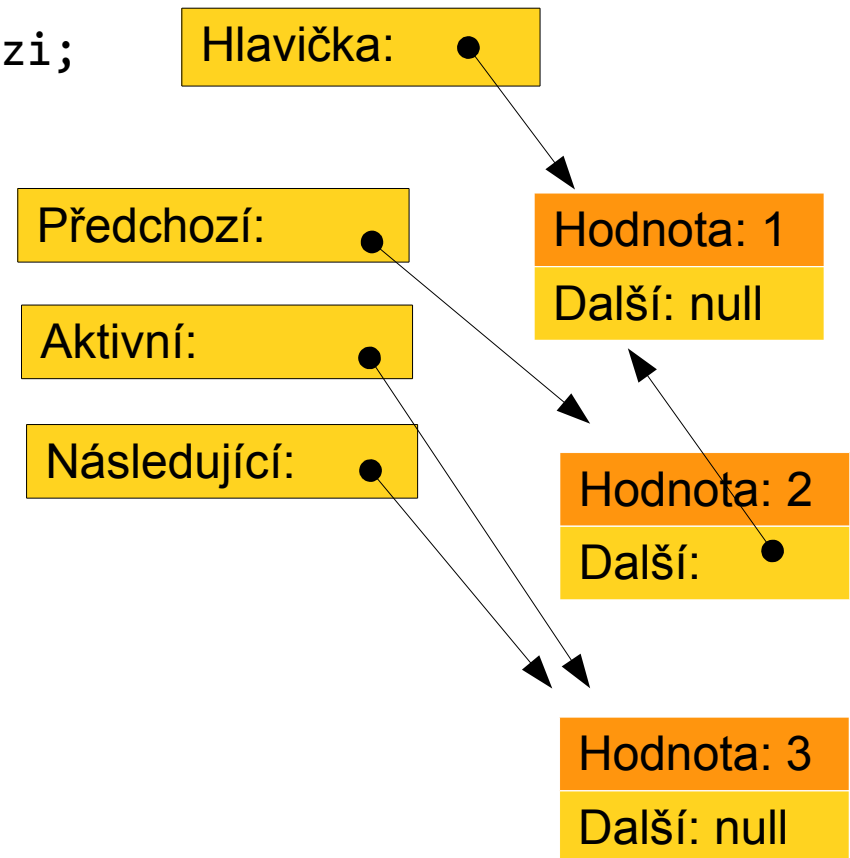 zi;
Hlavička:
Předchozí:
Aktivní:
Následující:
Hodnota: 1
Další: null
Hodnota: 2
Další:
Hodnota: 3
Další: null